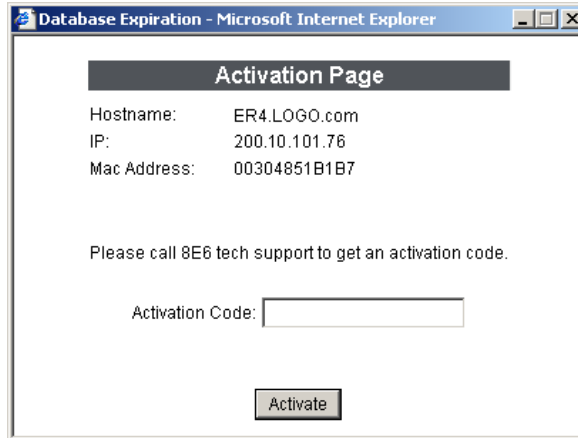 Database Expiration - Microsoft Internet Explorer
Activation Page
Hostname: ER4.LOGO.com
IP: 200.10.101.76
Mac Address: 00304851B1B7
Please call 8E6 tech support to get an activation code.
Activation Code:
Activate